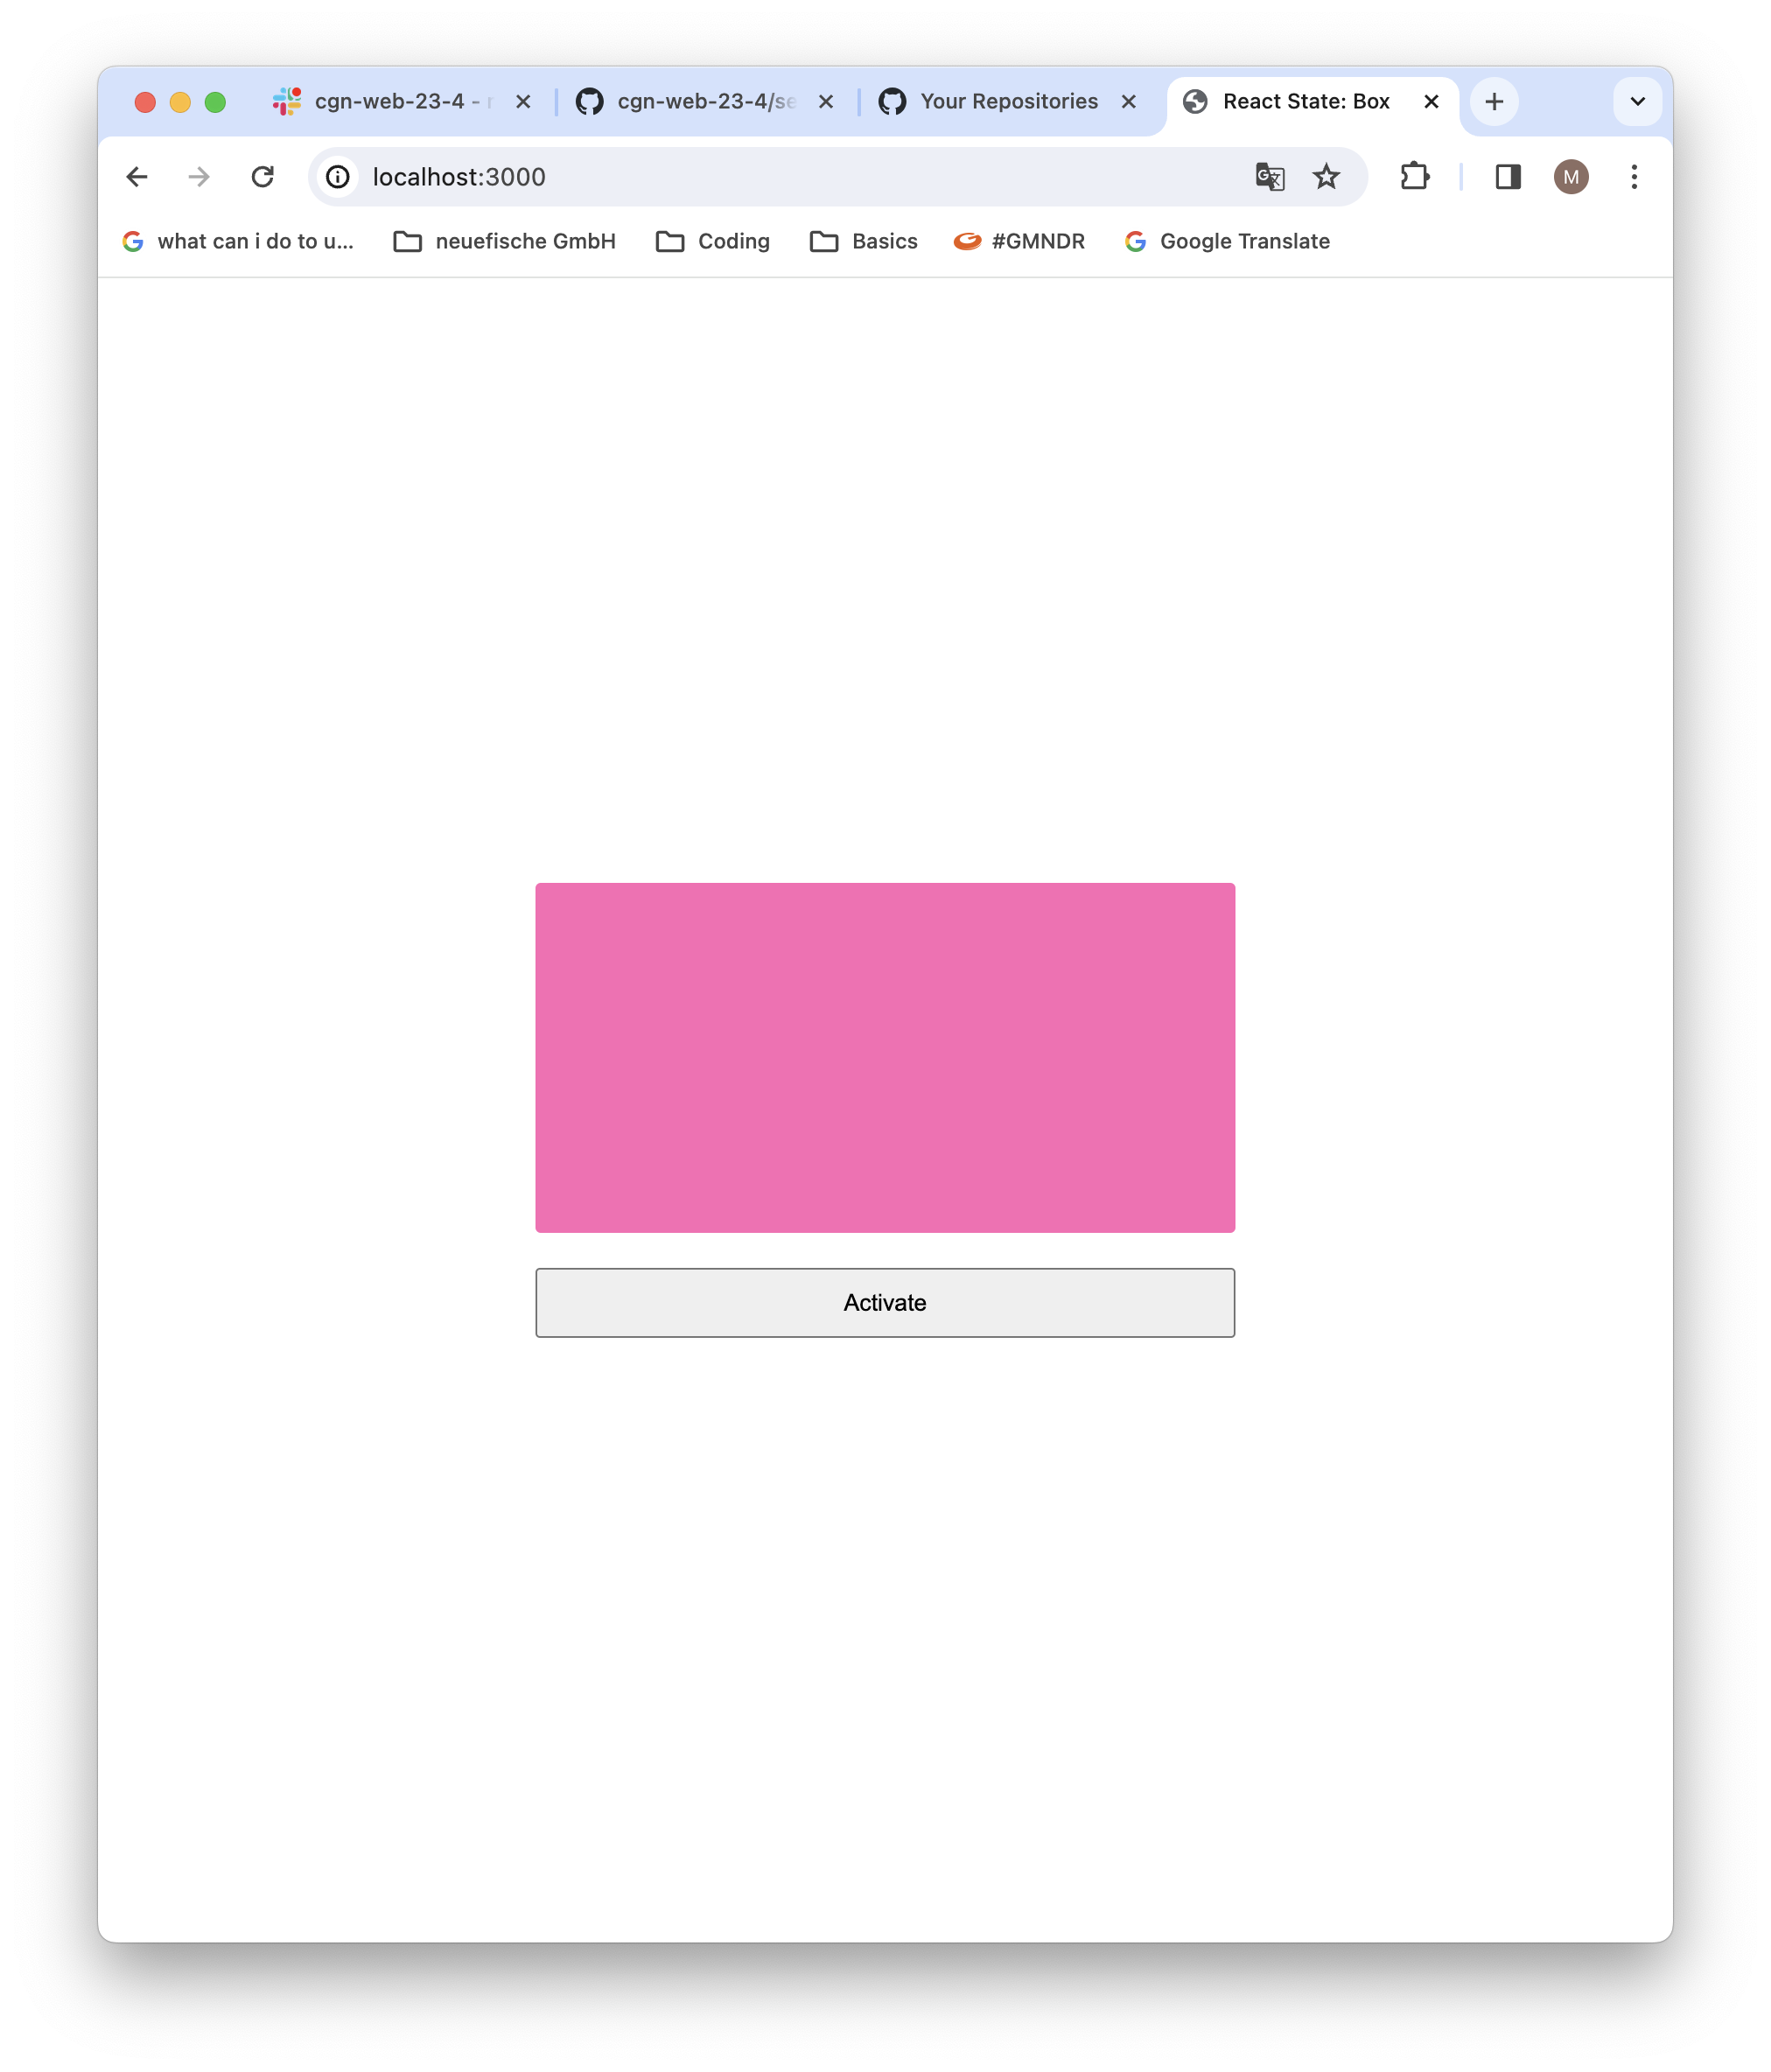 cgn-web-23-4 -
cgn-web-23-4/se
Your Repositories
React State: Box
localhost:3000
M
what can i do to u...
neuefische GmbH
Coding
Basics
#GMNDR
Google Translate
Activate